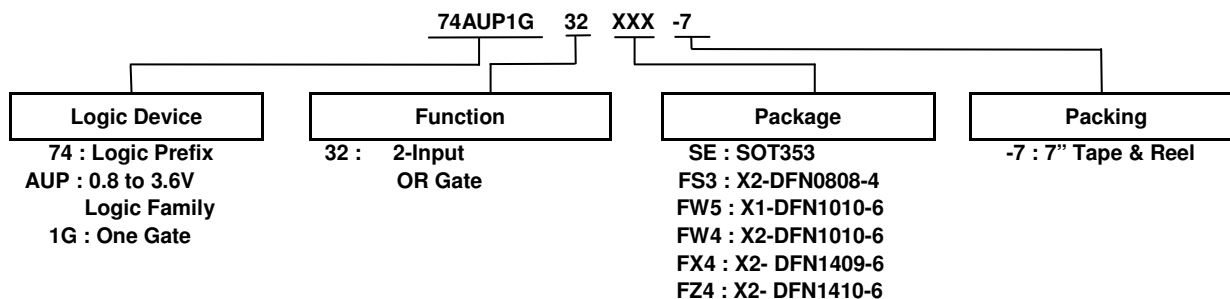 74AUP1G 32 XXX -7
Logic Device
74 : Logic Prefix
AUP : 0.8 to 3.6V
Logic Family
1G : One Gate
Function
32 : 2-Input
OR Gate
Package
SE : SOT353
FS3 : X2-DFN0808-4
FW5 : X1-DFN1010-6
FW4 : X2-DFN1010-6
FX4 : X2- DFN1409-6
FZ4 : X2- DFN1410-6
Packing
-7 : 7” Tape & Reel